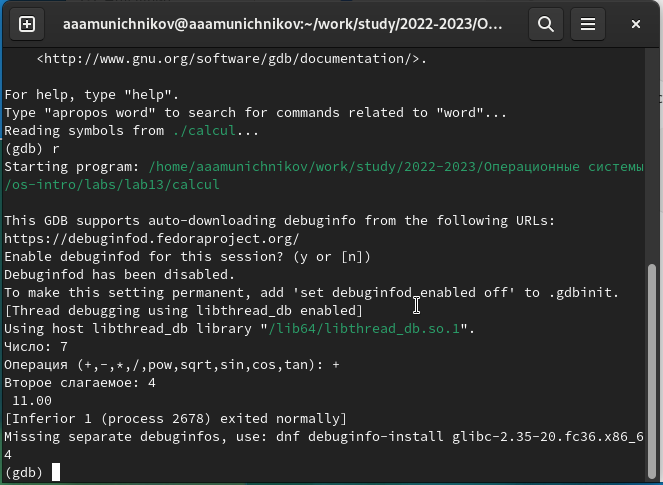 aaamunichnikov@aaamunichnikov:~/work/study/2022-2023/О...
<http://www.gnu.org/software/gdb/documentation/>.
For help, type "help".
Type "apropos word" to search for commands related to "word"...
Reading symbols from ./calcul...
(gdb) r
Starting program: /home/aaamunichnikov/work/study/2022-2023/Операционные системы
/os-intro/labs/lab13/calcul
This GDB supports auto-downloading debuginfo from the following URLs:
https://debuginfod.fedoraproject.org/
Enable debuginfod for this session? (y or [n])
Debuginfod has been disabled.
To make this setting permanent, add 'set debuginfod enabled off' to .gdbinit.
[Thread debugging using libthread_db enabled]
Using host libthread_db library "/lib64/libthread_db.so.1".
Число: 7
Операция (+,-,*,/,pow,sqrt,sin,cos,tan): +
Второе слагаемое: 4
11.00
[Inferior 1 (process 2678) exited normally]
Missing separate debuginfos, use: dnf debuginfo-install glibc-2.35-20.fc36.x86_6
4
(gdb)